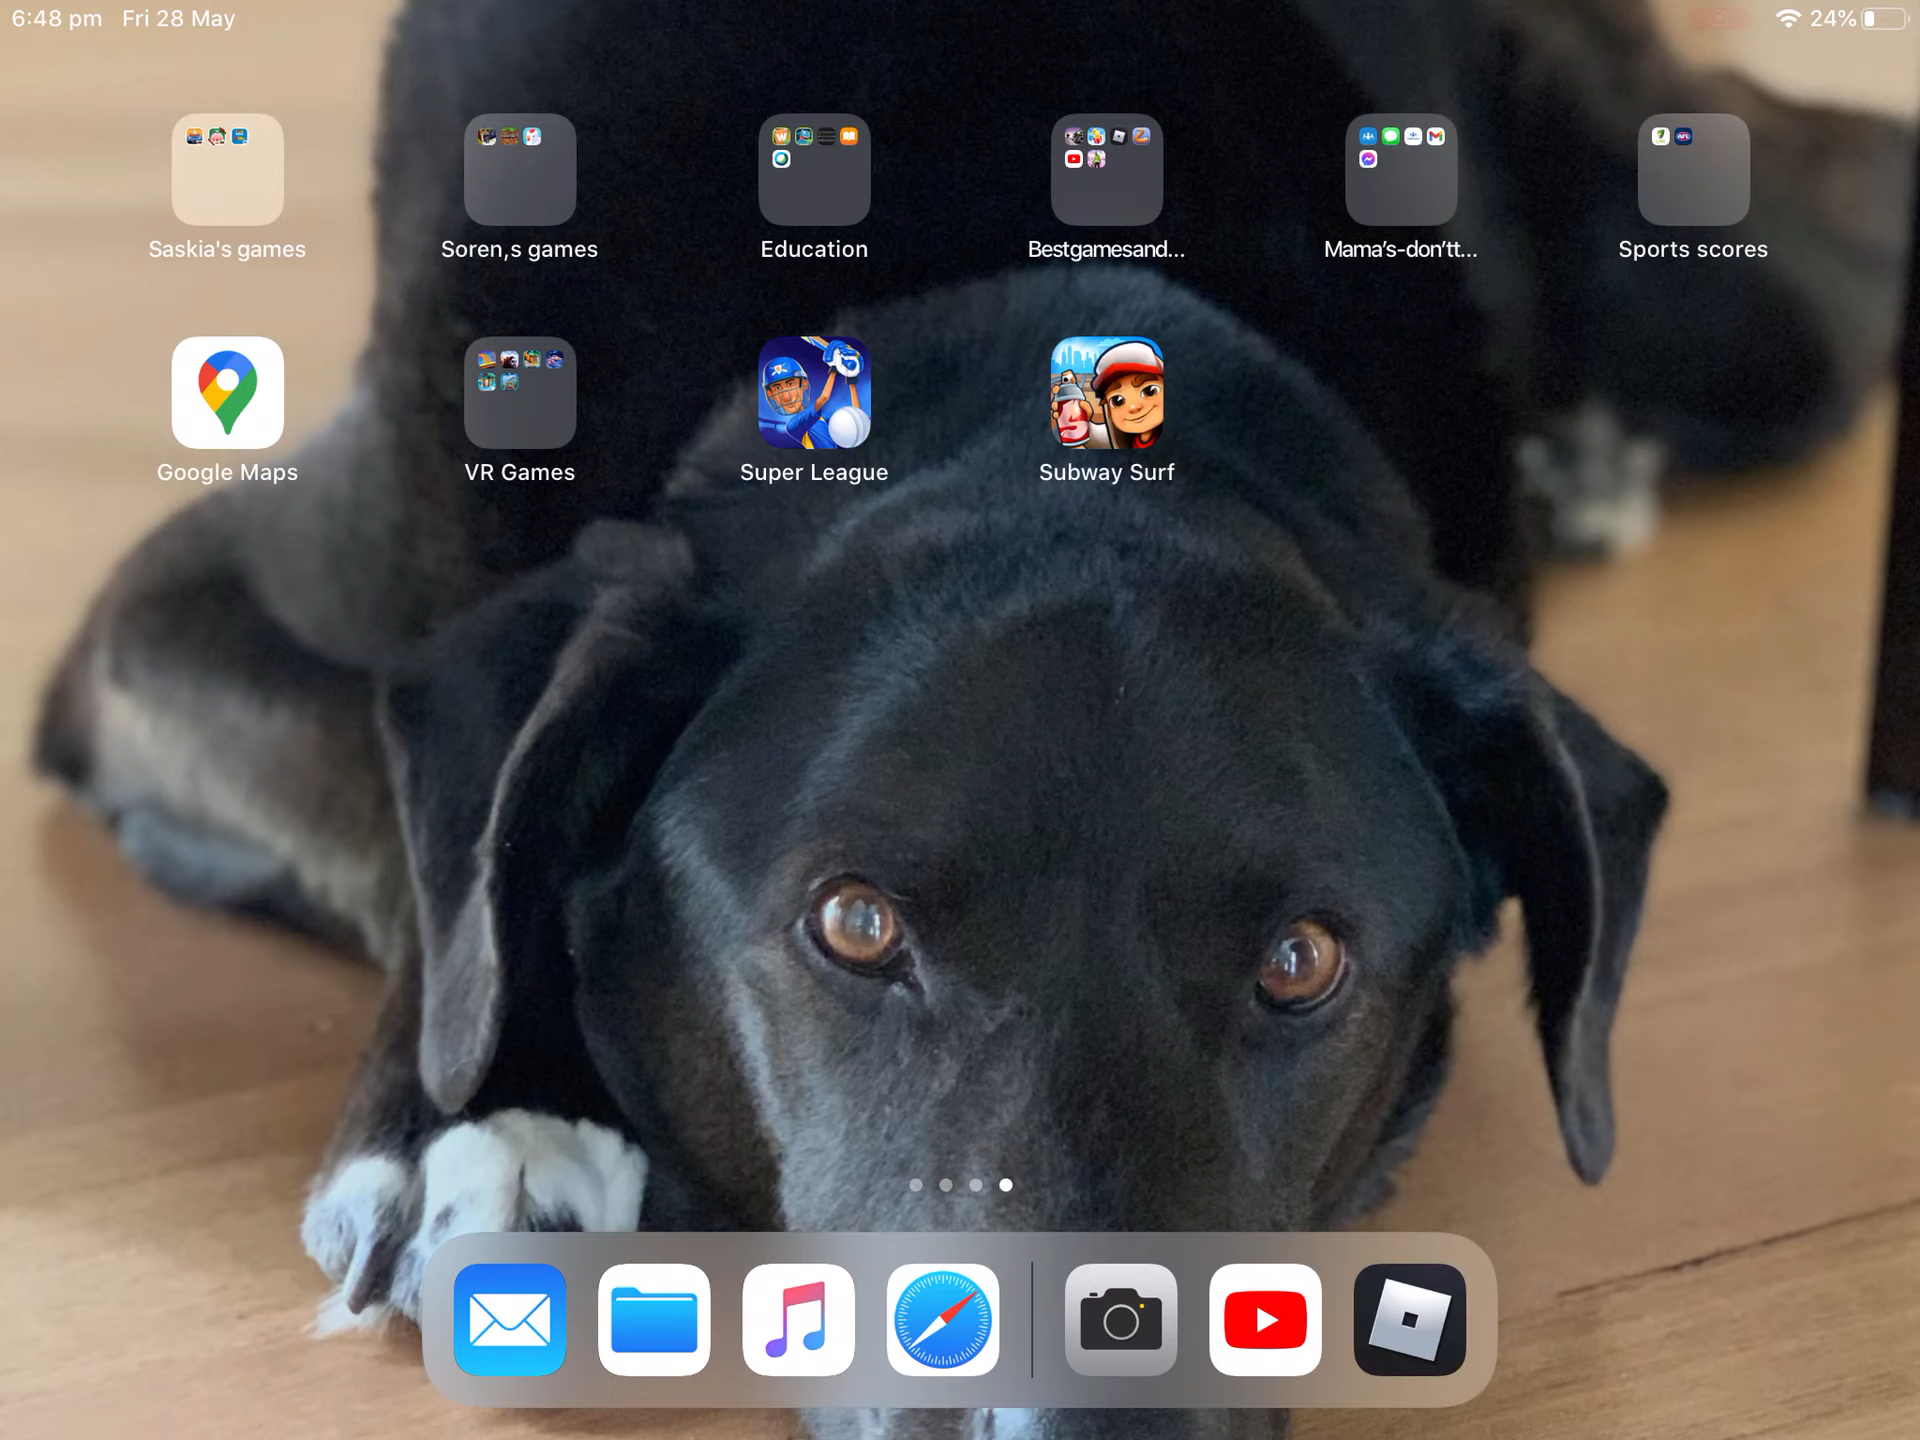 6:48 pm Fri 28 May 24%
Saskia's games
Soren,s games
Education
Bestgamesand...
Mama's-don'tt...
Sports scores
Google Maps
VR Games
Super League
Subway Surf